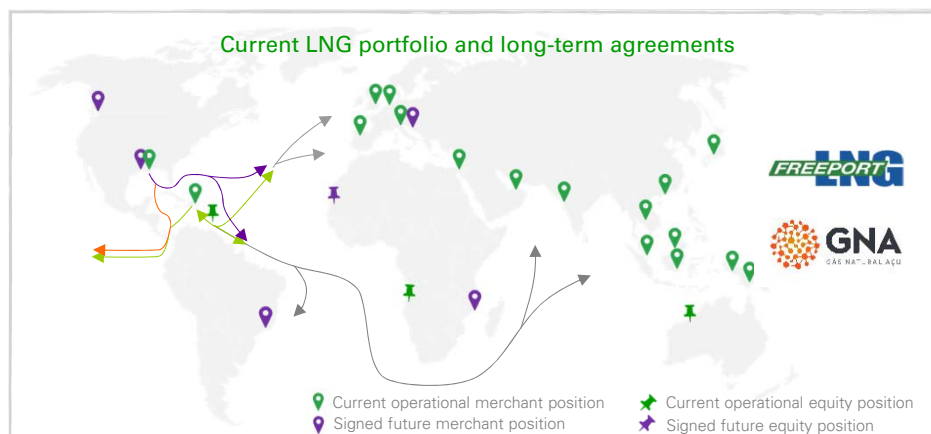 Current LNG portfolio and long-term agreements
FREEPORT LNG
GNA
GÁS NATURAL AÇU
Current operational merchant position
Current operational equity position
Signed future merchant position
Signed future equity position